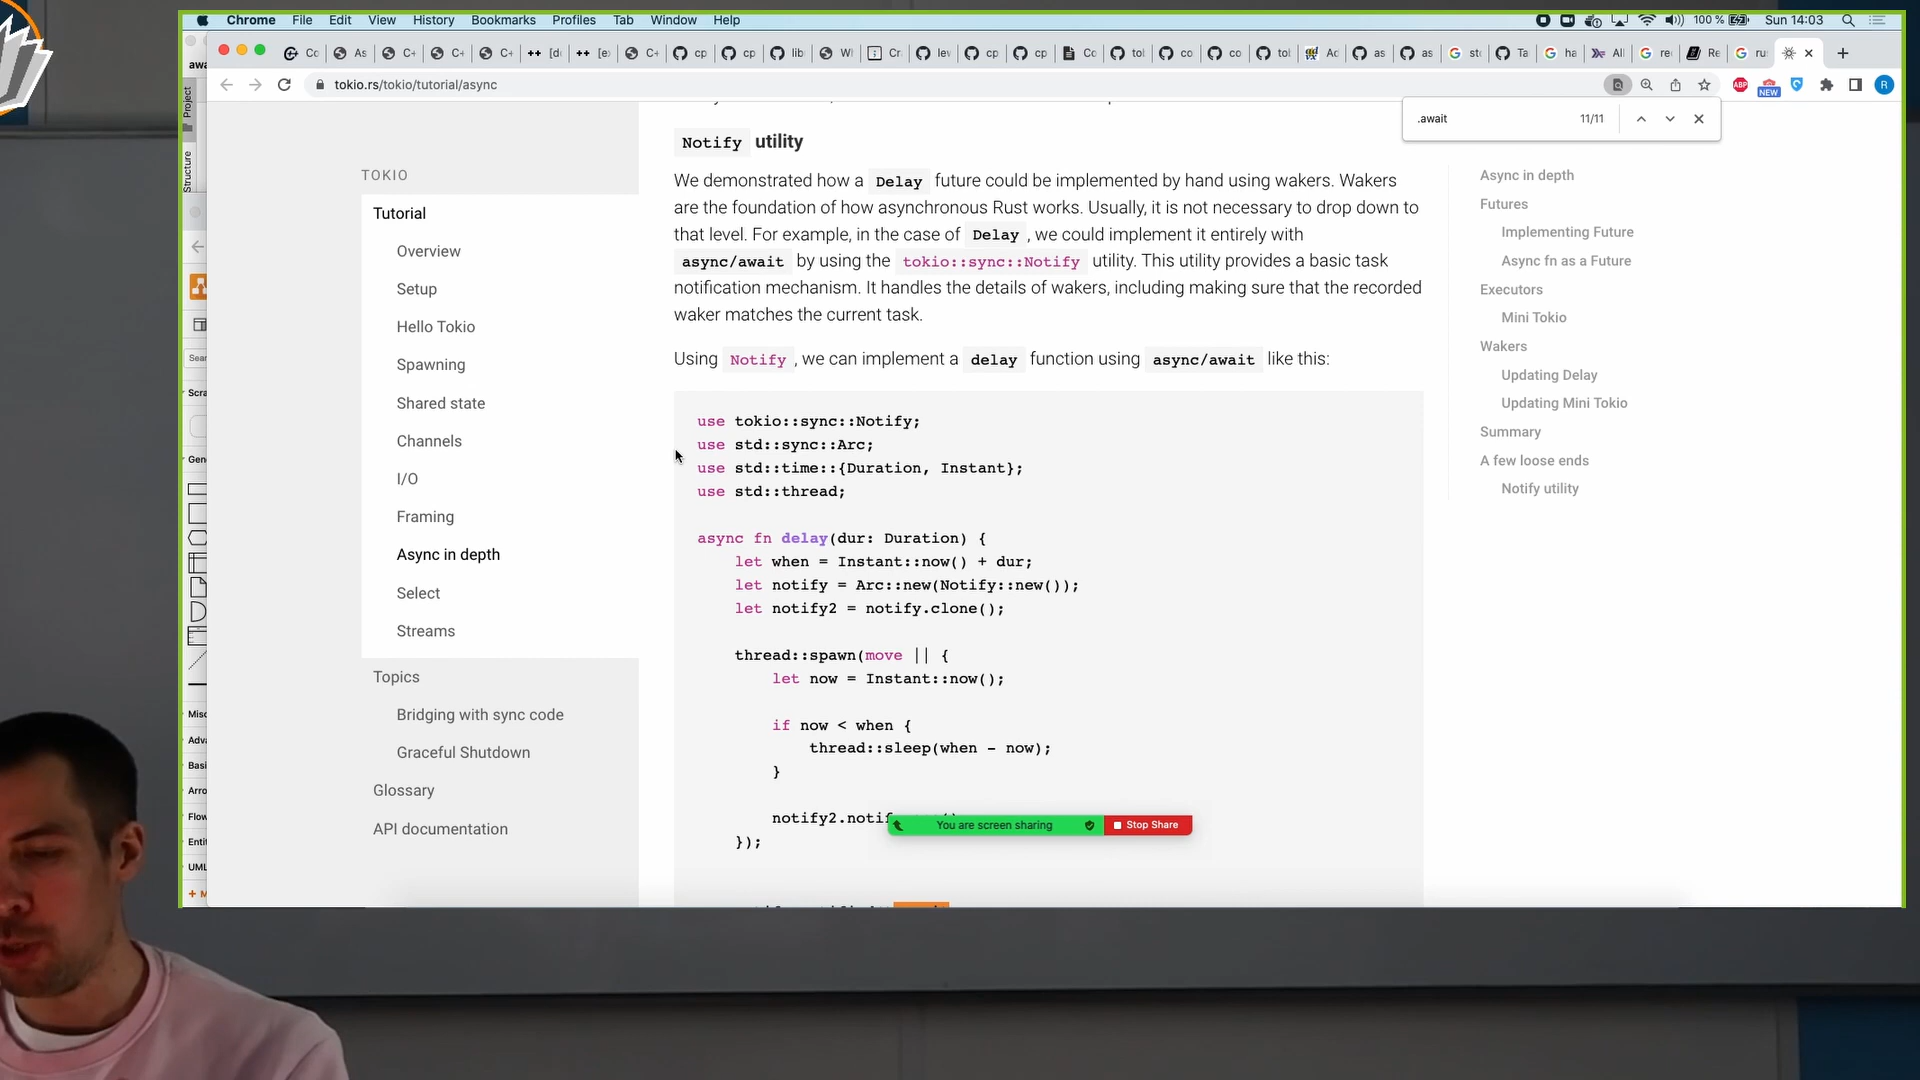 Chrome File Edit View History Bookmarks Profiles Tab Window Help
100 % Sun 14:03
tokio.rs/tokio/tutorial/async
ABP NEW R
.await 11/11
TOKIO
Tutorial
Overview
Setup
Hello Tokio
Spawning
Shared state
Channels
I/O
Framing
Async in depth
Select
Streams
Topics
Bridging with sync code
Graceful Shutdown
Glossary
API documentation
Notify utility
We demonstrated how a Delay future could be implemented by hand using wakers. Wakers
are the foundation of how asynchronous Rust works. Usually, it is not necessary to drop down to
that level. For example, in the case of Delay , we could implement it entirely with
async/await by using the tokio::sync::Notify utility. This utility provides a basic task
notification mechanism. It handles the details of wakers, including making sure that the recorded
waker matches the current task.
Using Notify , we can implement a delay function using async/await like this:
use tokio::sync::Notify;
use std::sync::Arc;
use std::time::{Duration, Instant};
use std::thread;
async fn delay(dur: Duration) {
let when = Instant::now() + dur;
let notify = Arc::new(Notify::new());
let notify2 = notify.clone();
thread::spawn(move || {
let now = Instant::now();
if now < when {
thread::sleep(when - now);
}
notify2.notif
});
You are screen sharing Stop Share
Async in depth
Futures
Implementing Future
Async fn as a Future
Executors
Mini Tokio
Wakers
Updating Delay
Updating Mini Tokio
Summary
A few loose ends
Notify utility
Project
Structure